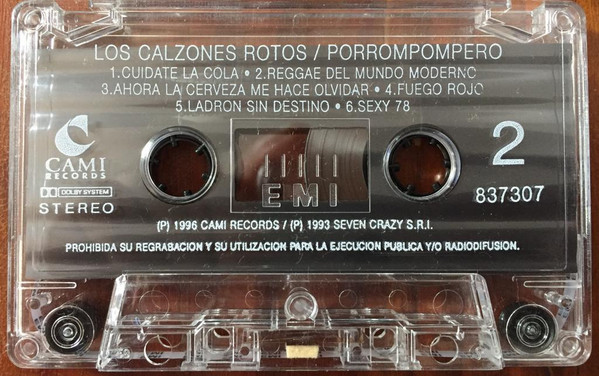 LOS CALZONES ROTOS / PORROMPOMPERO
1.CUIDATE LA COLA • 2.REGGAE DEL MUNDO MODERNO
3.AHORA LA CERVEZA ME HACE OLVIDAR • 4.FUEGO ROJO
5.LADRON SIN DESTINO • 6.SEXY 78
CAMI
RECORDS
DOLBY SYSTEM
STEREO
EMI
2
837307
(P) 1996 CAMI RECORDS / (P) 1993 SEVEN CRAZY S.R.I.
PROHIBIDA SU REGRABACION Y SU UTILIZACION PARA LA EJECUCION PUBLICA Y/O RADIODIFUSION.